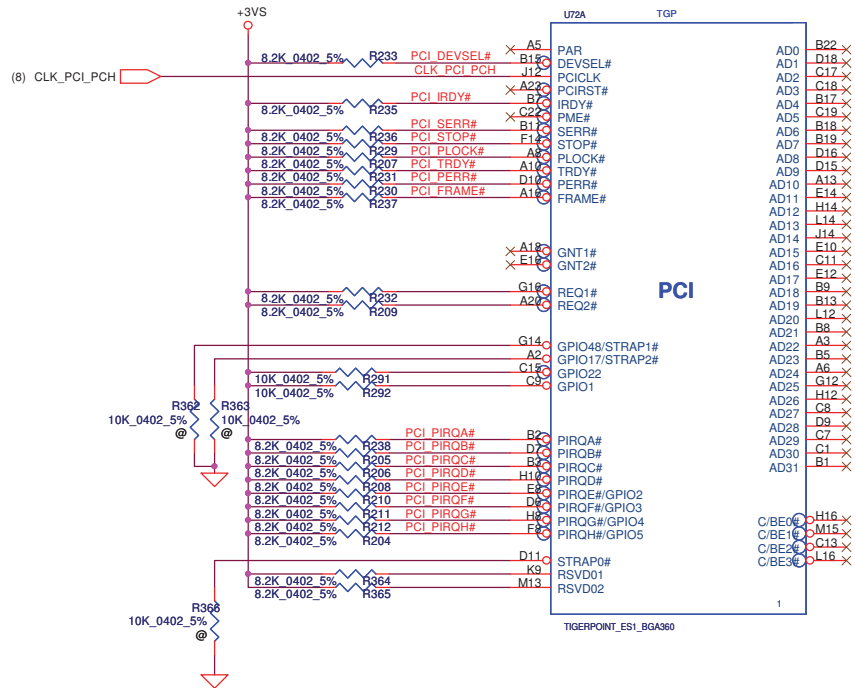 +3VS
U72A TGP
(8) CLK_PCI_PCH
8.2K_0402_5% R233 PCI_DEVSEL#
CLK_PCI_PCH
PCI_IRDY#
8.2K_0402_5% R235
PCI_SERR#
8.2K_0402_5% R236 PCI_STOP#
8.2K_0402_5% R229 PCI_PLOCK#
8.2K_0402_5% R207 PCI_TRDY#
8.2K_0402_5% R231 PCI_PERR#
8.2K_0402_5% R230 PCI_FRAME#
8.2K_0402_5% R237
8.2K_0402_5% R232
8.2K_0402_5% R209
10K_0402_5% R291
10K_0402_5% R292
R362
10K_0402_5%
@
R363
10K_0402_5%
@
PCI_PIRQA#
8.2K_0402_5% R238 PCI_PIRQB#
8.2K_0402_5% R205 PCI_PIRQC#
8.2K_0402_5% R206 PCI_PIRQD#
8.2K_0402_5% R208 PCI_PIRQE#
8.2K_0402_5% R210 PCI_PIRQF#
8.2K_0402_5% R211 PCI_PIRQG#
8.2K_0402_5% R212 PCI_PIRQH#
8.2K_0402_5% R204
8.2K_0402_5% R364
8.2K_0402_5% R365
R366
10K_0402_5%
@
A5 PAR
B15 DEVSEL#
J12 PCICLK
A23 PCIRST#
B7 IRDY#
C22 PME#
B11 SERR#
F14 STOP#
A8 PLOCK#
A10 TRDY#
D10 PERR#
A16 FRAME#
A18 GNT1#
E16 GNT2#
G16 REQ1#
A20 REQ2#
G14 GPIO48/STRAP1#
A2 GPIO17/STRAP2#
C15 GPIO22
C9 GPIO1
B2 PIRQA#
D7 PIRQB#
B3 PIRQC#
H10 PIRQD#
E8 PIRQE#/GPIO2
D6 PIRQF#/GPIO3
H8 PIRQG#/GPIO4
F8 PIRQH#/GPIO5
D11 STRAP0#
K9 RSVD01
M13 RSVD02
PCI
AD0 B22
AD1 D18
AD2 C17
AD3 C18
AD4 B17
AD5 C19
AD6 B18
AD7 B19
AD8 D16
AD9 D15
AD10 A13
AD11 E14
AD12 H14
AD13 L14
AD14 J14
AD15 E10
AD16 C11
AD17 E12
AD18 B9
AD19 B13
AD20 L12
AD21 B8
AD22 A3
AD23 B5
AD24 A6
AD25 G12
AD26 H12
AD27 C8
AD28 D9
AD29 C7
AD30 C1
AD31 B1
C/BE0# H16
C/BE1# M15
C/BE2# C13
C/BE3# L16
1
TIGERPOINT_ES1_BGA360